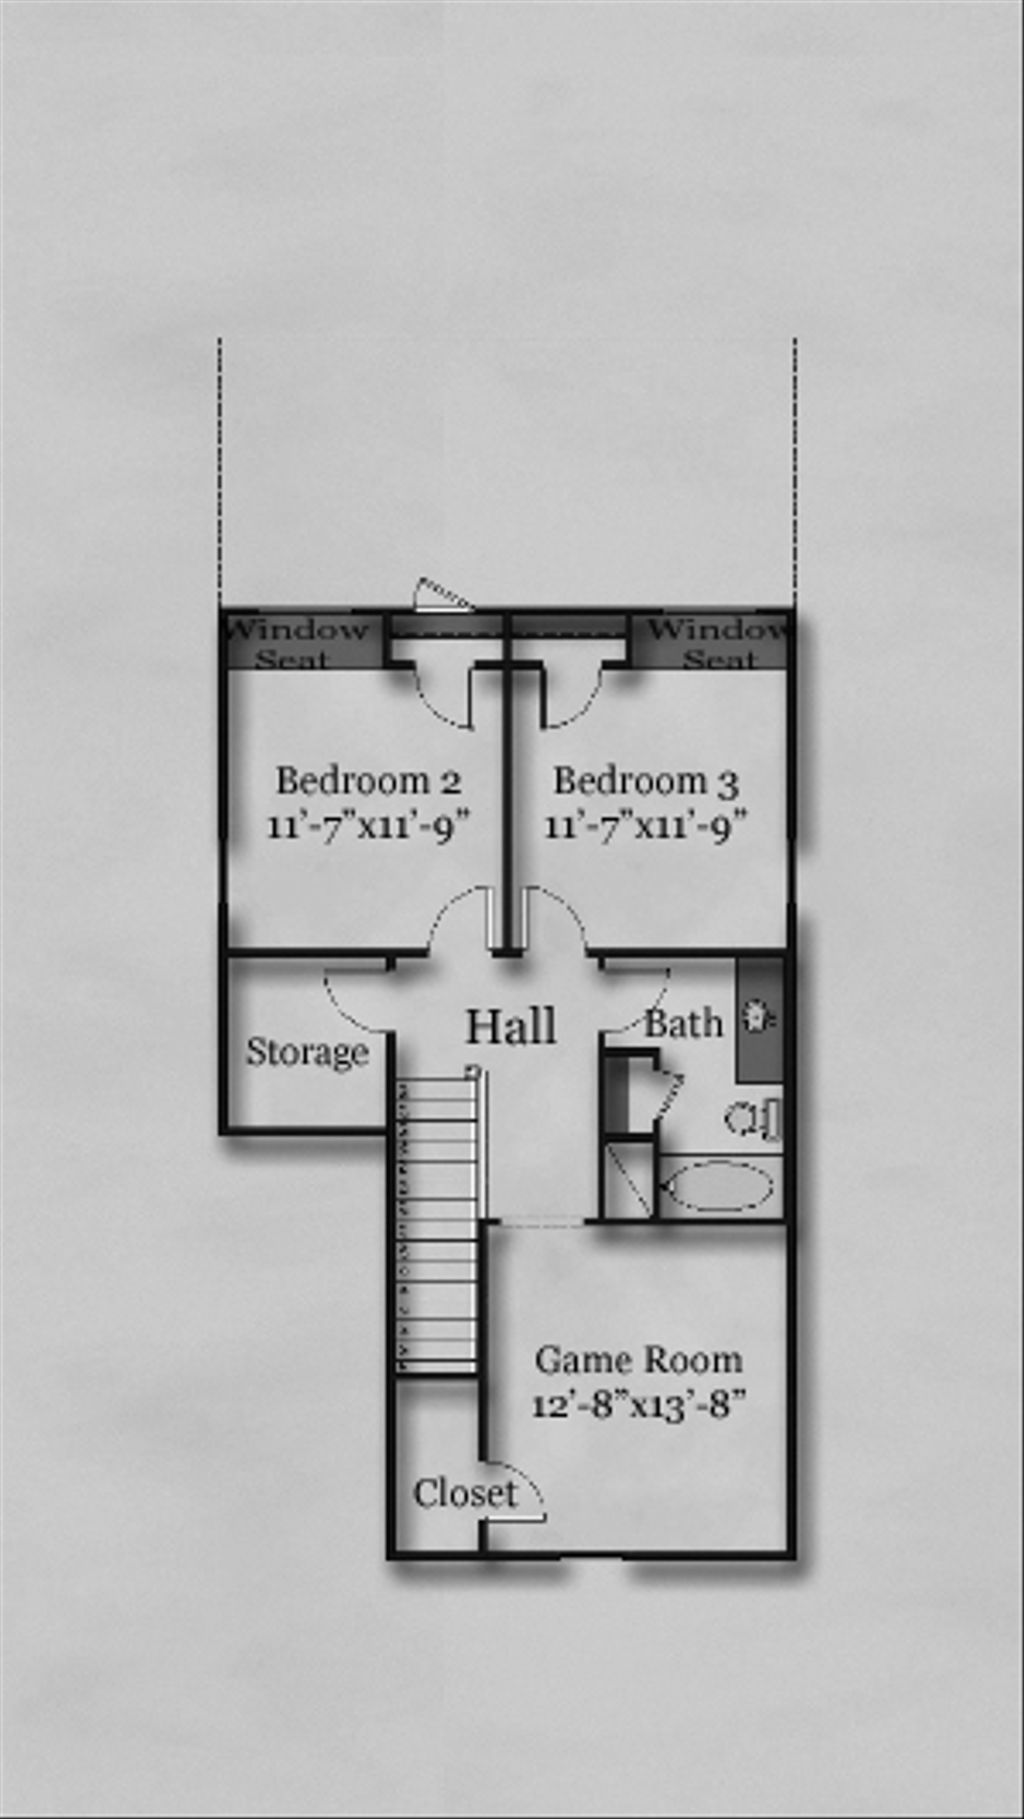 Window
Seat
Window
Seat
Bedroom 2
11’-7”x11’-9”
Bedroom 3
11’-7”x11’-9”
Hall
Bath
Storage
Game Room
12’-8”x13’-8”
Closet